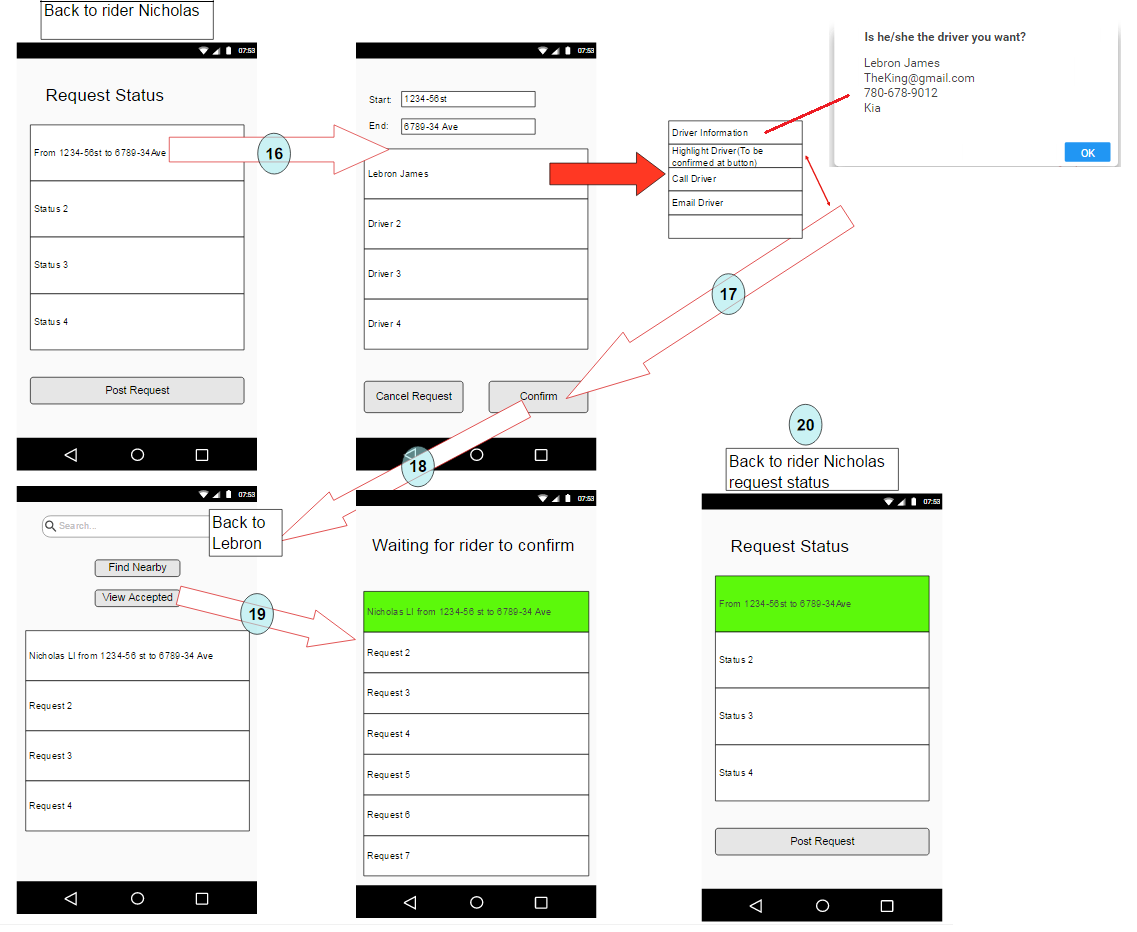 Back to rider Nicholas
07:53
Request Status
From 1234-56st to 6789-34Ave
Status 2
Status 3
Status 4
Post Request
16
07:53
Start:
1234-56st
End:
6789-34 Ave
Lebron James
Driver 2
Driver 3
Driver 4
Cancel Request
Confirm
Driver Information
Highlight Driver(To be
confirmed at button)
Call Driver
Email Driver
Is he/she the driver you want?
Lebron James
TheKing@gmail.com
780-678-9012
Kia
OK
17
18
Back to
Lebron
07:53
Search...
Find Nearby
View Accepted
Nicholas LI from 1234-56 st to 6789-34 Ave
Request 2
Request 3
Request 4
19
07:53
Waiting for rider to confirm
Nicholas LI from 1234-56 st to 6789-34 Ave
Request 2
Request 3
Request 4
Request 5
Request 6
Request 7
20
Back to rider Nicholas
request status
07:53
Request Status
From 1234-56st to 6789-34Ave
Status 2
Status 3
Status 4
Post Request